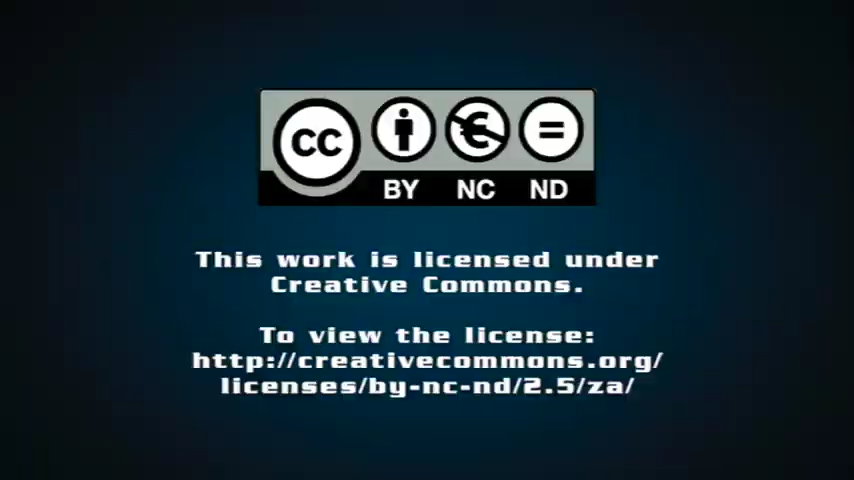 CC
BY NC ND
This work is licensed under
Creative Commons.
To view the license:
http://creativecommons.org/
licenses/by-nc-nd/2.5/za/